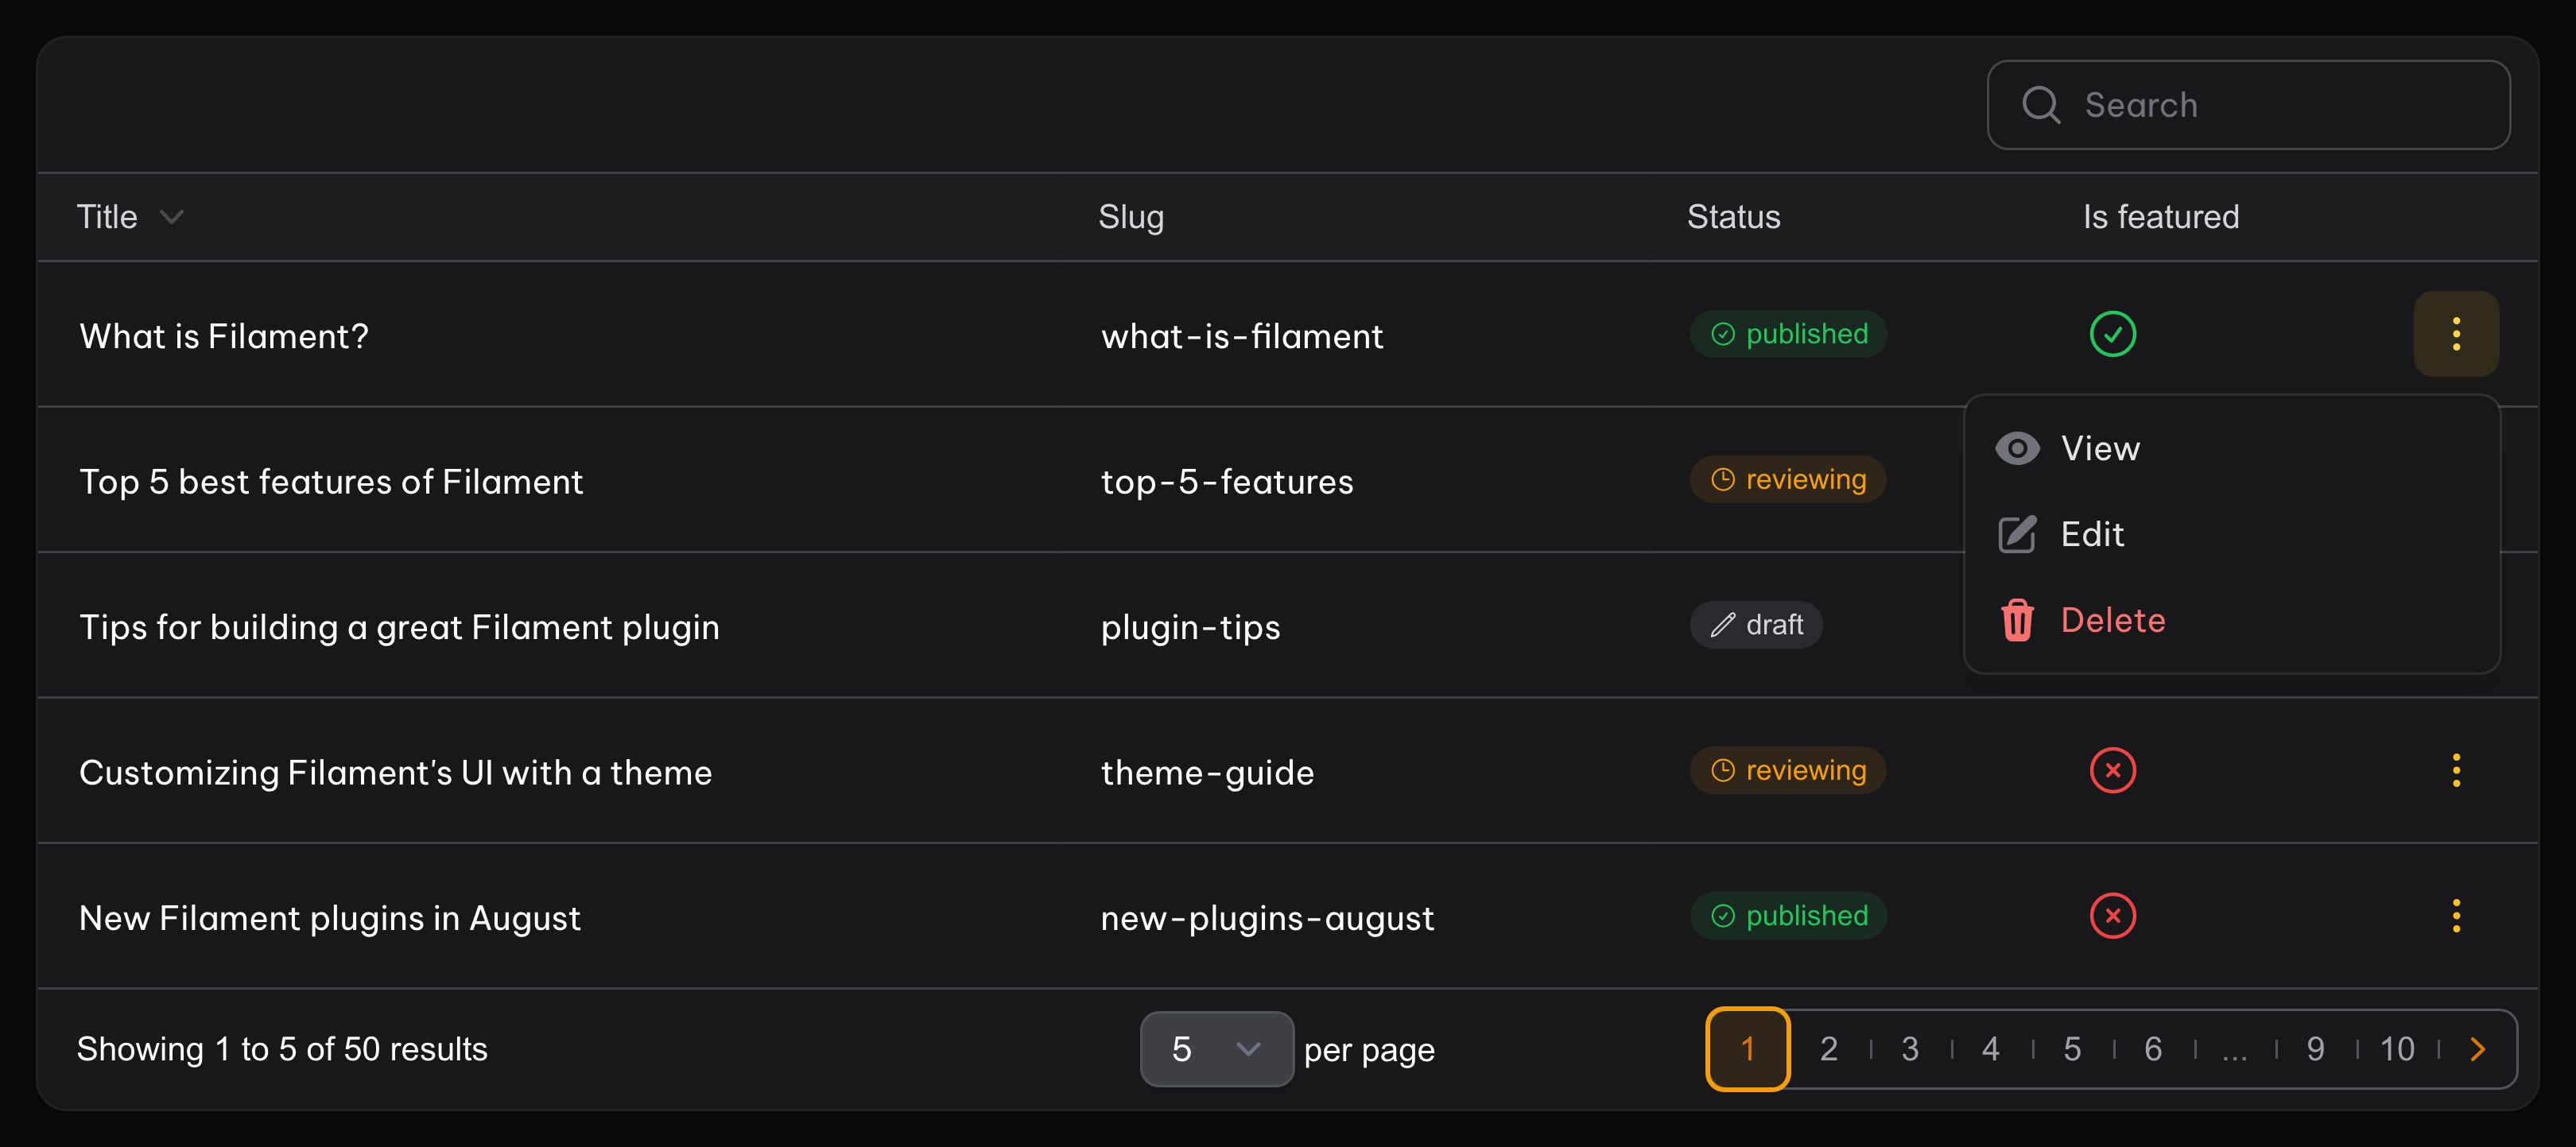 Search
Title Slug Status Is featured
What is Filament? what-is-filament published
Top 5 best features of Filament top-5-features reviewing
View
Edit
Tips for building a great Filament plugin plugin-tips draft
Delete
Customizing Filament's UI with a theme theme-guide reviewing
New Filament plugins in August new-plugins-august published
Showing 1 to 5 of 50 results 5 per page 1 2 3 4 5 6 ... 9 10